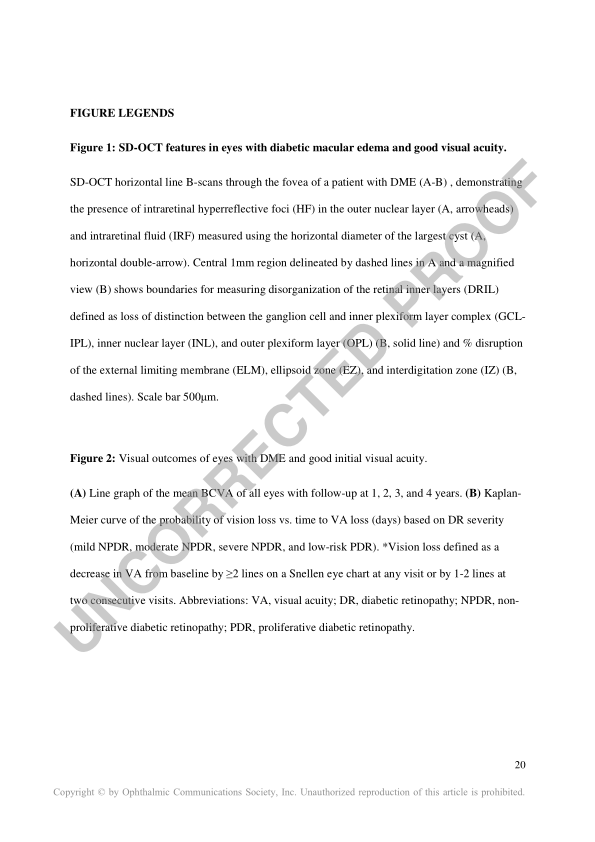 FIGURE LEGENDS
Figure 1: SD-OCT features in eyes with diabetic macular edema and good visual acuity.
SD-OCT horizontal line B-scans through the fovea of a patient with DME (A-B) , demonstrating
the presence of intraretinal hyperreflective foci (HF) in the outer nuclear layer (A, arrowheads)
and intraretinal fluid (IRF) measured using the horizontal diameter of the largest cyst (A,
horizontal double-arrow). Central 1mm region delineated by dashed lines in A and a magnified
view (B) shows boundaries for measuring disorganization of the retinal inner layers (DRIL)
defined as loss of distinction between the ganglion cell and inner plexiform layer complex (GCL-
IPL), inner nuclear layer (INL), and outer plexiform layer (OPL) (B, solid line) and % disruption
of the external limiting membrane (ELM), ellipsoid zone (EZ), and interdigitation zone (IZ) (B,
dashed lines). Scale bar 500μm.
Figure 2: Visual outcomes of eyes with DME and good initial visual acuity.
(A) Line graph of the mean BCVA of all eyes with follow-up at 1, 2, 3, and 4 years. (B) Kaplan-
Meier curve of the probability of vision loss vs. time to VA loss (days) based on DR severity
(mild NPDR, moderate NPDR, severe NPDR, and low-risk PDR). *Vision loss defined as a
decrease in VA from baseline by ≥2 lines on a Snellen eye chart at any visit or by 1-2 lines at
two consecutive visits. Abbreviations: VA, visual acuity; DR, diabetic retinopathy; NPDR, non-
proliferative diabetic retinopathy; PDR, proliferative diabetic retinopathy.
UNCORRECTED PROOF
20
Copyright © by Ophthalmic Communications Society, Inc. Unauthorized reproduction of this article is prohibited.